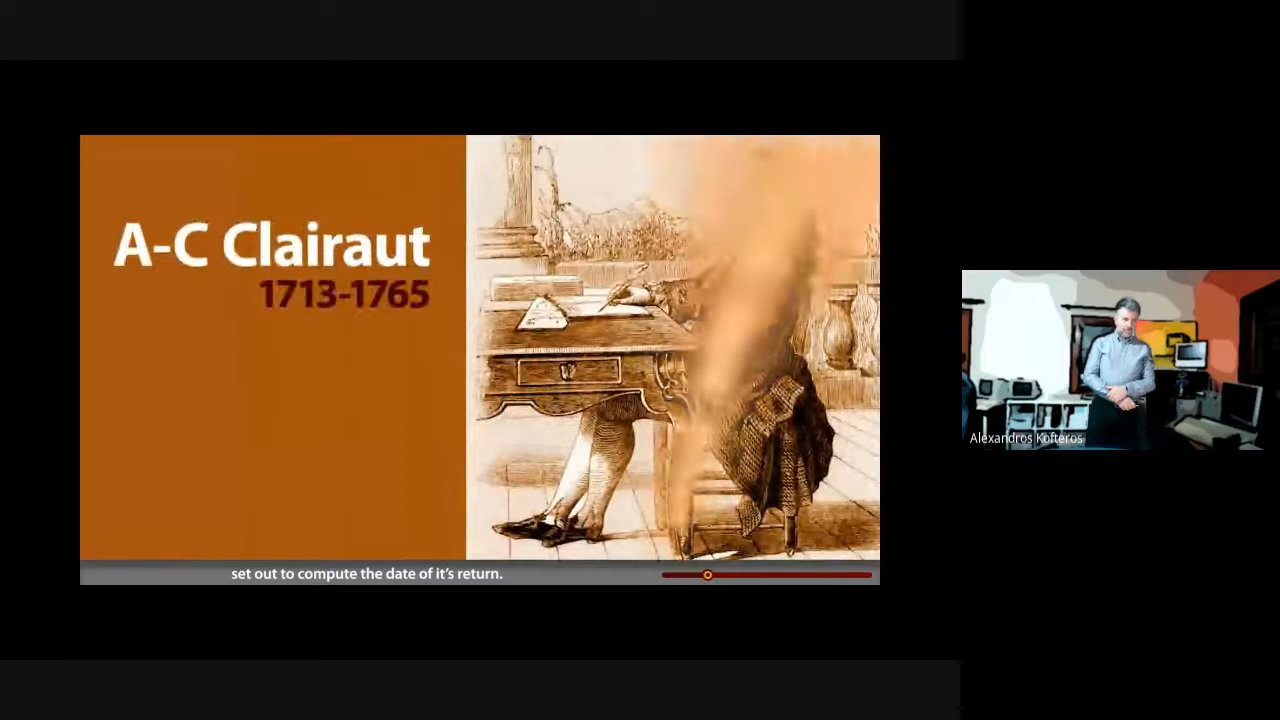 A-C Clairaut
1713-1765
set out to compute the date of it's return.
Alexandros Kofteros